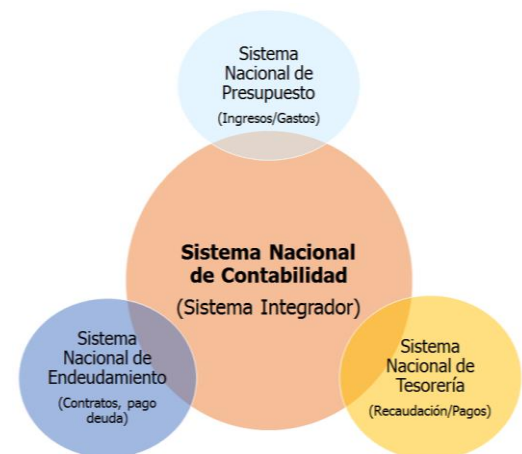 Sistema
Nacional de
Presupuesto
(Ingresos/Gastos)
Sistema Nacional
de Contabilidad
(Sistema Integrador)
Sistema
Nacional de
Endeudamiento
(Contratos, pago
deuda)
Sistema
Nacional de
Tesorería
(Recaudación/Pagos)